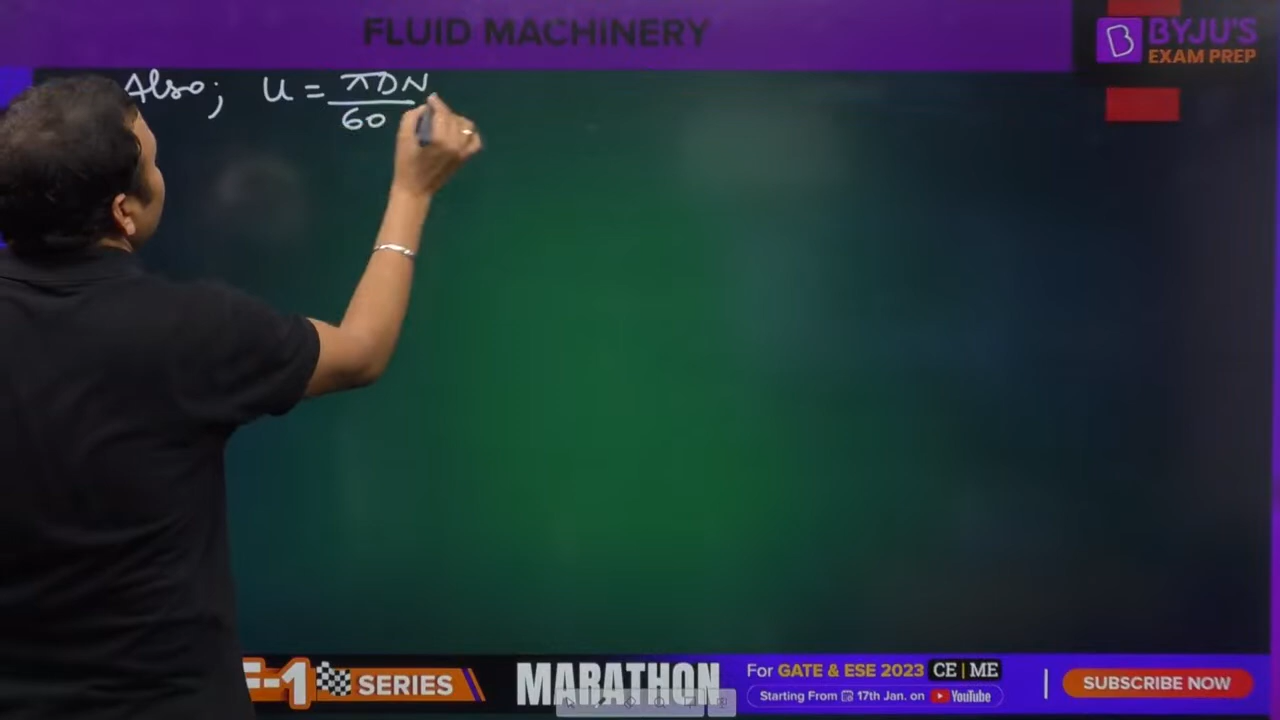 FLUID MACHINERY
BYJU'S
EXAM PREP
Also; u = πDN
60
F-1 SERIES
MARATHON
For GATE & ESE 2023 CE | ME
Starting From 17th Jan. on YouTube
SUBSCRIBE NOW